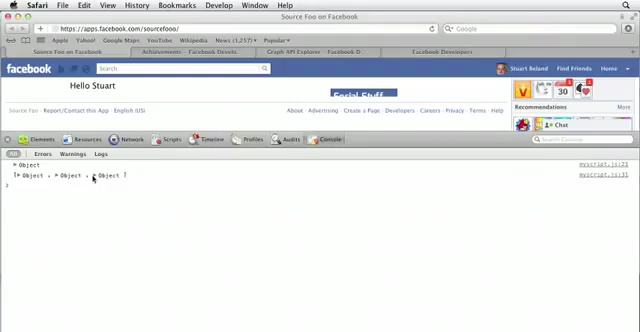 Safari File Edit View History Bookmarks Develop Window Help
Source Foo on Facebook
https://apps.facebook.com/sourcefooo/
Google
Apple Yahoo! Google Maps YouTube Wikipedia News (1,257) Popular
Source Foo on Facebook Achievements - Facebook Develo... Graph API Explorer - Facebook D... Facebook Developers
facebook Search Stuart Beland Find Friends Home
Hello Stuart
Social Stuff
30
Source Foo · Report/Contact this App · English (US)
About · Advertising · Create a Page · Developers · Careers · Privacy · Terms · Help
Recommendations More
Chat
Elements Resources Network Scripts Timeline Profiles Audits Console Search Console
All Errors Warnings Logs
Object myscript.js:21
[ Object , Object , Object ] myscript.js:31